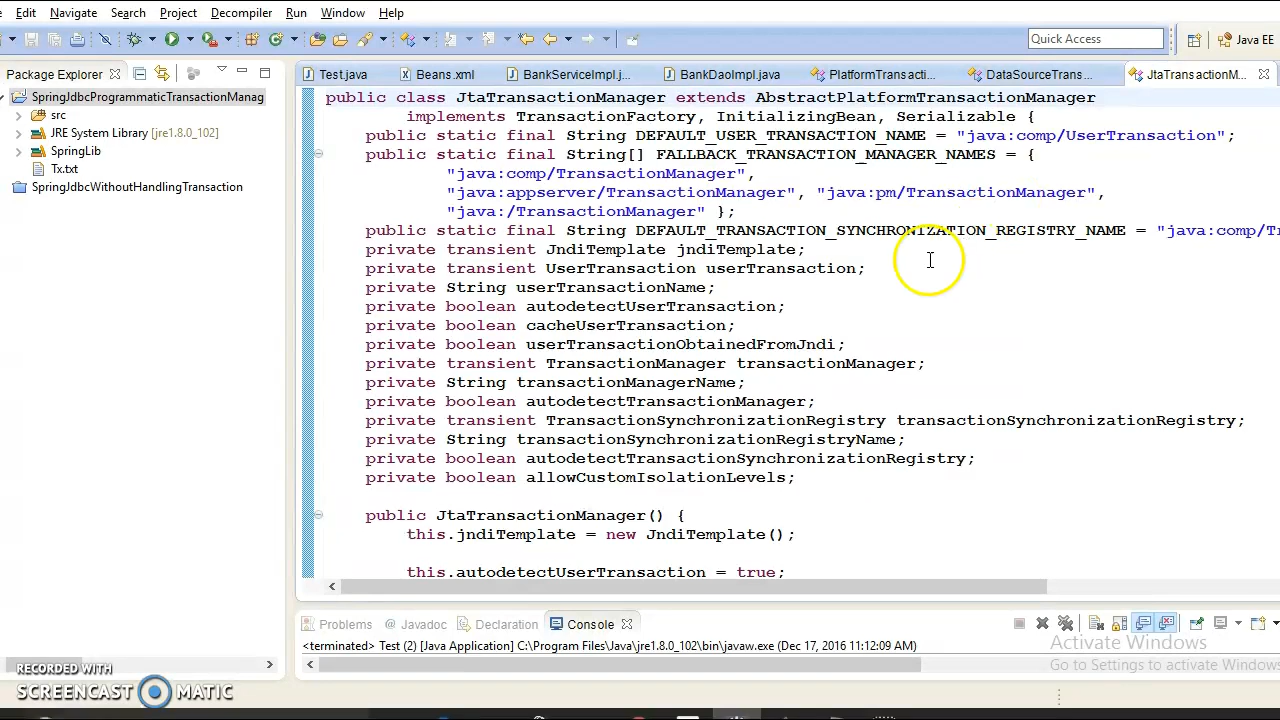 Edit Navigate Search Project Decompiler Run Window Help
Quick Access
Java EE
Package Explorer
Test.java
Beans.xml
BankServiceImpl.j...
BankDaoImpl.java
PlatformTransacti...
DataSourceTrans...
JtaTransactionM...
SpringJdbcProgrammaticTransactionManag
src
JRE System Library [jre1.8.0_102]
SpringLib
Tx.txt
SpringJdbcWithoutHandlingTransaction
public class JtaTransactionManager extends AbstractPlatformTransactionManager
implements TransactionFactory, InitializingBean, Serializable {
public static final String DEFAULT_USER_TRANSACTION_NAME = "java:comp/UserTransaction";
public static final String[] FALLBACK_TRANSACTION_MANAGER_NAMES = {
"java:comp/TransactionManager",
"java:appserver/TransactionManager", "java:pm/TransactionManager",
"java:/TransactionManager" };
public static final String DEFAULT_TRANSACTION_SYNCHRONIZATION_REGISTRY_NAME = "java:comp/Tr
private transient JndiTemplate jndiTemplate;
private transient UserTransaction userTransaction;
private String userTransactionName;
private boolean autodetectUserTransaction;
private boolean cacheUserTransaction;
private boolean userTransactionObtainedFromJndi;
private transient TransactionManager transactionManager;
private String transactionManagerName;
private boolean autodetectTransactionManager;
private transient TransactionSynchronizationRegistry transactionSynchronizationRegistry;
private String transactionSynchronizationRegistryName;
private boolean autodetectTransactionSynchronizationRegistry;
private boolean allowCustomIsolationLevels;
public JtaTransactionManager() {
this.jndiTemplate = new JndiTemplate();
this.autodetectUserTransaction = true;
Problems
Javadoc
Declaration
Console
<terminated> Test (2) [Java Application] C:\Program Files\Java\jre1.8.0_102\bin\javaw.exe (Dec 17, 2016 11:12:09 AM)
Activate Windows
Go to Settings to activate Windows
RECORDED WITH
SCREENCAST MATIC